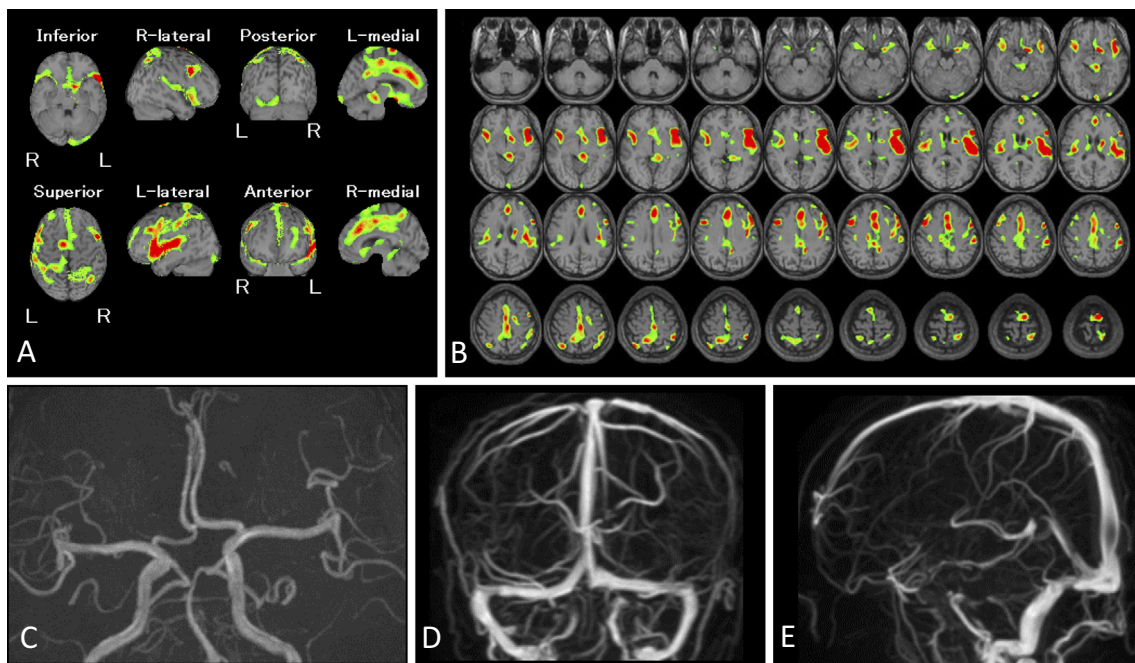 Inferior R-lateral Posterior L-medial
L R
R L
Superior L-lateral Anterior R-medial
R L
L R
A
B
C
D
E